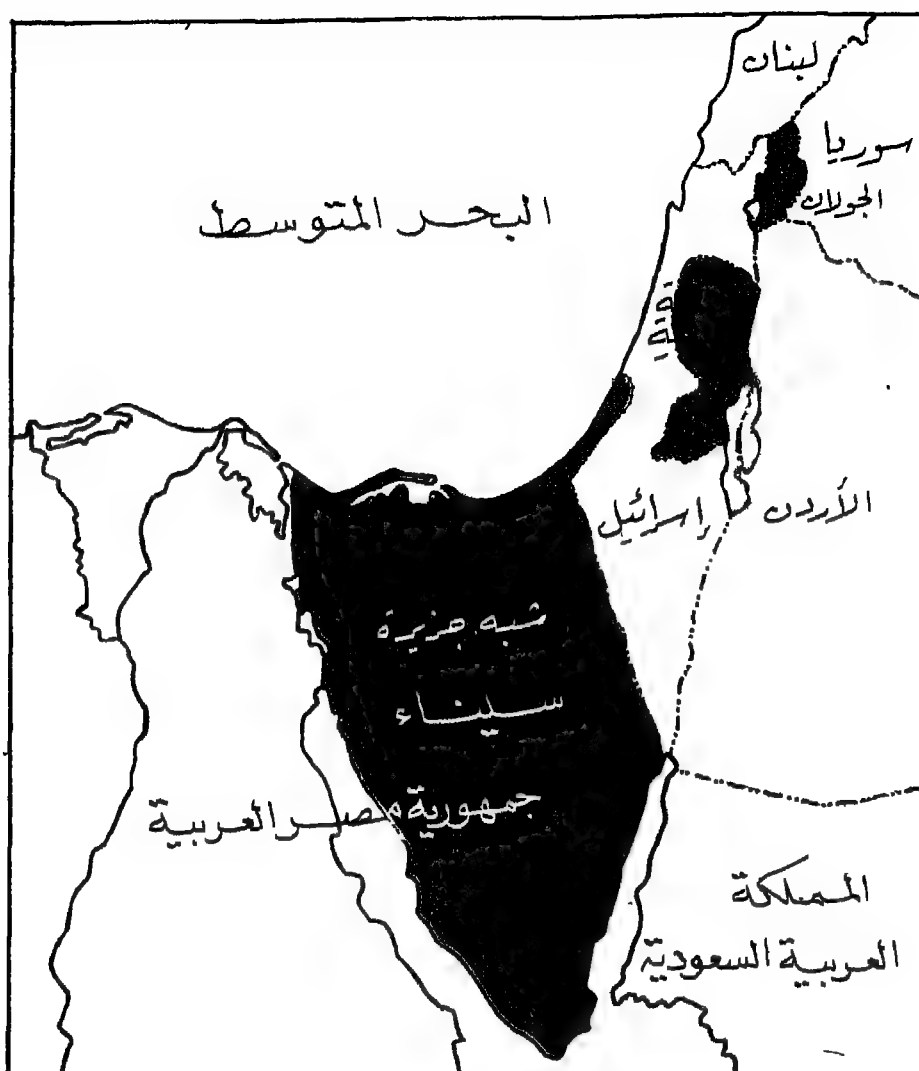 لبنان
سوريا
الجولان
البحر المتوسط
الأردن
إسرائيل
شبه جزيرة
سيناء
جمهورية مصر العربية
المملكة
العربية السعودية